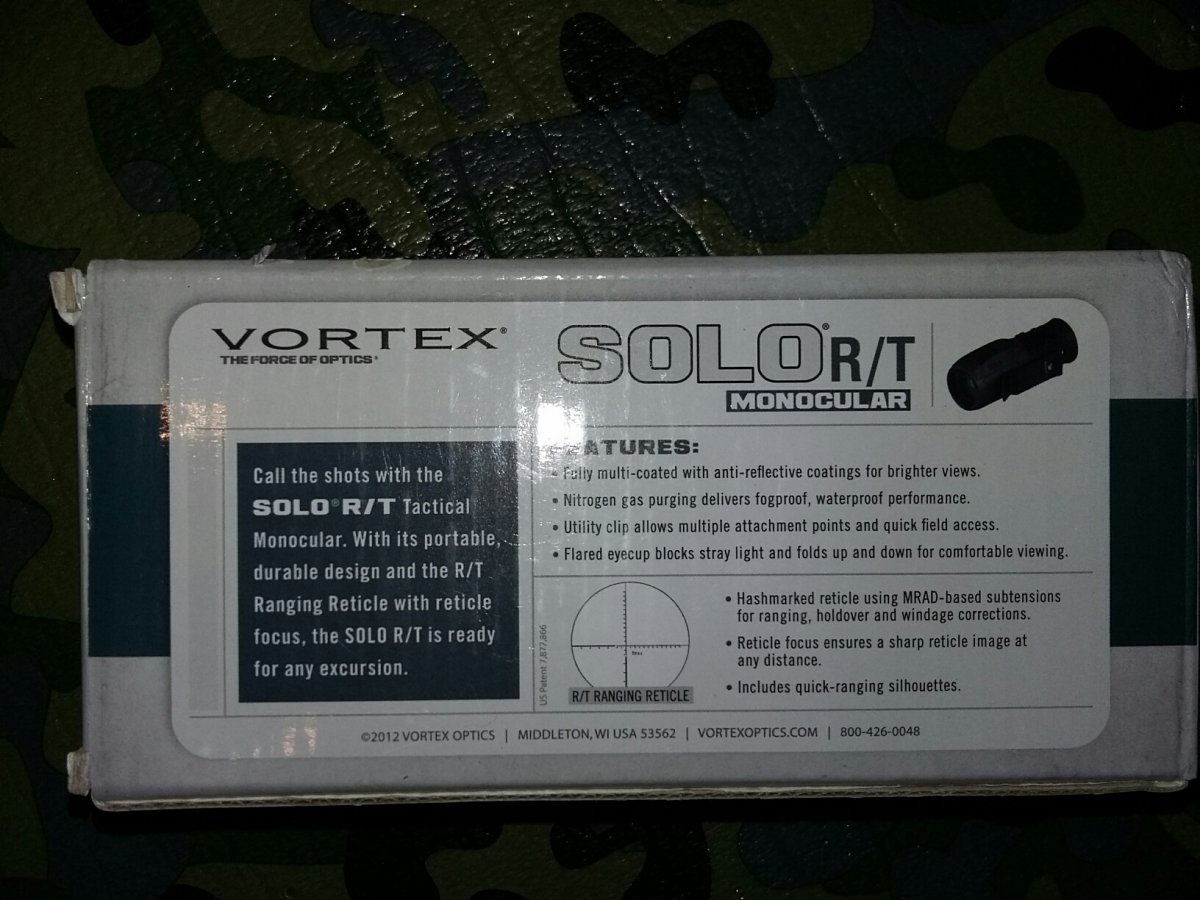 VORTEX®
THE FORCE OF OPTICS®
SOLO® R/T
MONOCULAR
Call the shots with the
SOLO® R/T Tactical
Monocular. With its portable,
durable design and the R/T
Ranging Reticle with reticle
focus, the SOLO R/T is ready
for any excursion.
FEATURES:
• Fully multi-coated with anti-reflective coatings for brighter views.
• Nitrogen gas purging delivers fogproof, waterproof performance.
• Utility clip allows multiple attachment points and quick field access.
• Flared eyecup blocks stray light and folds up and down for comfortable viewing.
US Patent 7,877,866
R/T RANGING RETICLE
• Hashmarked reticle using MRAD-based subtensions
for ranging, holdover and windage corrections.
• Reticle focus ensures a sharp reticle image at
any distance.
• Includes quick-ranging silhouettes.
©2012 VORTEX OPTICS | MIDDLETON, WI USA 53562 | VORTEXOPTICS.COM | 800-426-0048